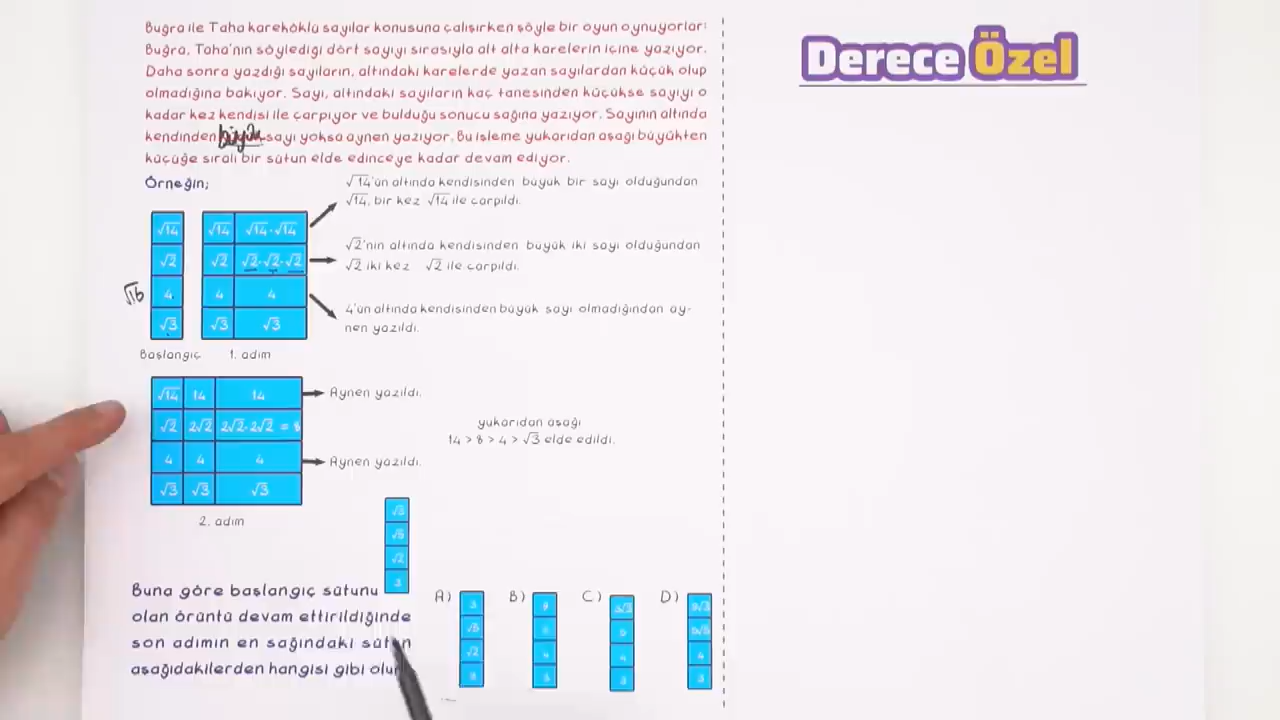 Buğra ile Taha kareköklü sayılar konusuna çalışırken şöyle bir oyun oynuyorlar:
Buğra, Taha'nın söylediği dört sayıyı sırasıyla alt alta karelerin içine yazıyor.
Daha sonra yazdığı sayıların, altındaki karelerde yazan sayılardan küçük olup
olmadığına bakıyor. Sayı, altındaki sayıların kaç tanesinden küçükse sayıyı o
kadar kez kendisi ile çarpıyor ve bulduğu sonucu sağına yazıyor. Sayının altında
kendinden büyük sayı yoksa aynen yazıyor. Bu işleme yukarıdan aşağı büyükten
küçüğe sıralı bir sütun elde edinceye kadar devam ediyor.
Derece Özel
Örneğin;
√14'ün altında kendisinden büyük bir sayı olduğundan
√14, bir kez √14 ile çarpıldı.
√14 √14 √14·√14
√2'nin altında kendisinden büyük iki sayı olduğundan
√2 iki kez √2 ile çarpıldı.
√2 √2 √2·√2·√2
√16 4 4 4
4'ün altında kendisinden büyük sayı olmadığından ay-
nen yazıldı.
√3 √3 √3
Başlangıç 1. adım
√14 14 14 Aynen yazıldı.
√2 2√2 2√2·2√2 = 8
yukarıdan aşağı
14 > 8 > 4 > √3 elde edildi.
4 4 4 Aynen yazıldı.
√3 √3 √3
2. adım
√2
3
Buna göre başlangıç sütunu
olan örüntü devam ettirildiğinde
son adımın en sağındaki sütun
aşağıdakilerden hangisi gibi olu
A) B) C) D)
√2 4 4 4